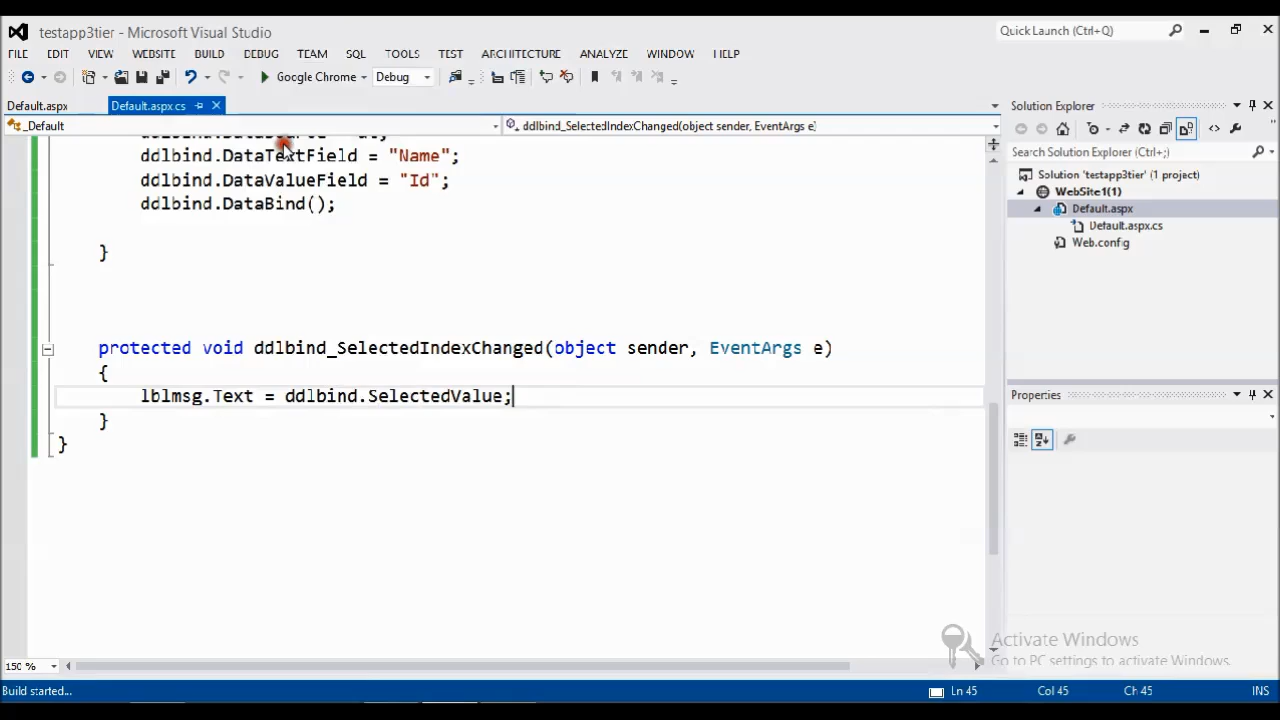 testapp3tier - Microsoft Visual Studio
Quick Launch (Ctrl+Q)
FILE EDIT VIEW WEBSITE BUILD DEBUG TEAM SQL TOOLS TEST ARCHITECTURE ANALYZE WINDOW HELP
Google Chrome Debug
Default.aspx Default.aspx.cs
_Default
ddlbind_SelectedIndexChanged(object sender, EventArgs e)
ddlbind.DataTextField = "Name";
ddlbind.DataValueField = "Id";
ddlbind.DataBind();
}
protected void ddlbind_SelectedIndexChanged(object sender, EventArgs e)
{
lblmsg.Text = ddlbind.SelectedValue;
}
}
150 %
Solution Explorer
Search Solution Explorer (Ctrl+;)
Solution 'testapp3tier' (1 project)
WebSite1(1)
Default.aspx
Default.aspx.cs
Web.config
Properties
Activate Windows
Go to PC settings to activate Windows.
Build started...
Ln 45 Col 45 Ch 45 INS